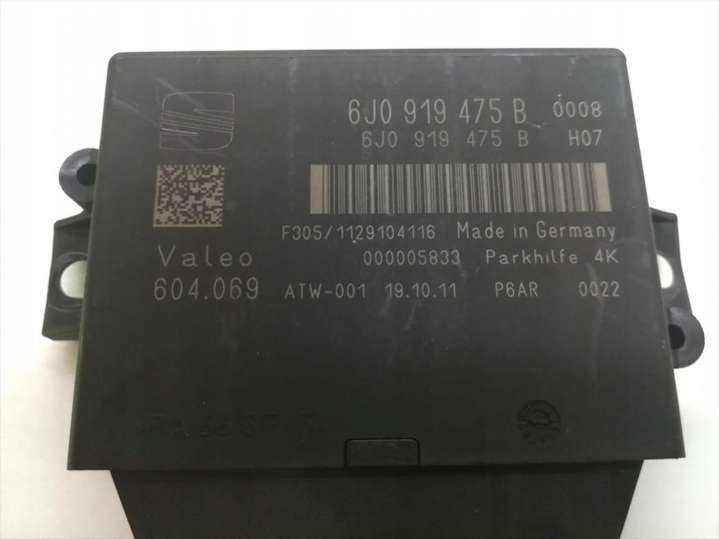 6J0 919 475 B 0008
6J0 919 475 B H07
F305/1129104116 Made in Germany
Valeo 000005833 Parkhilfe 4K
604.069 ATW-001 19.10.11 P6AR 0022